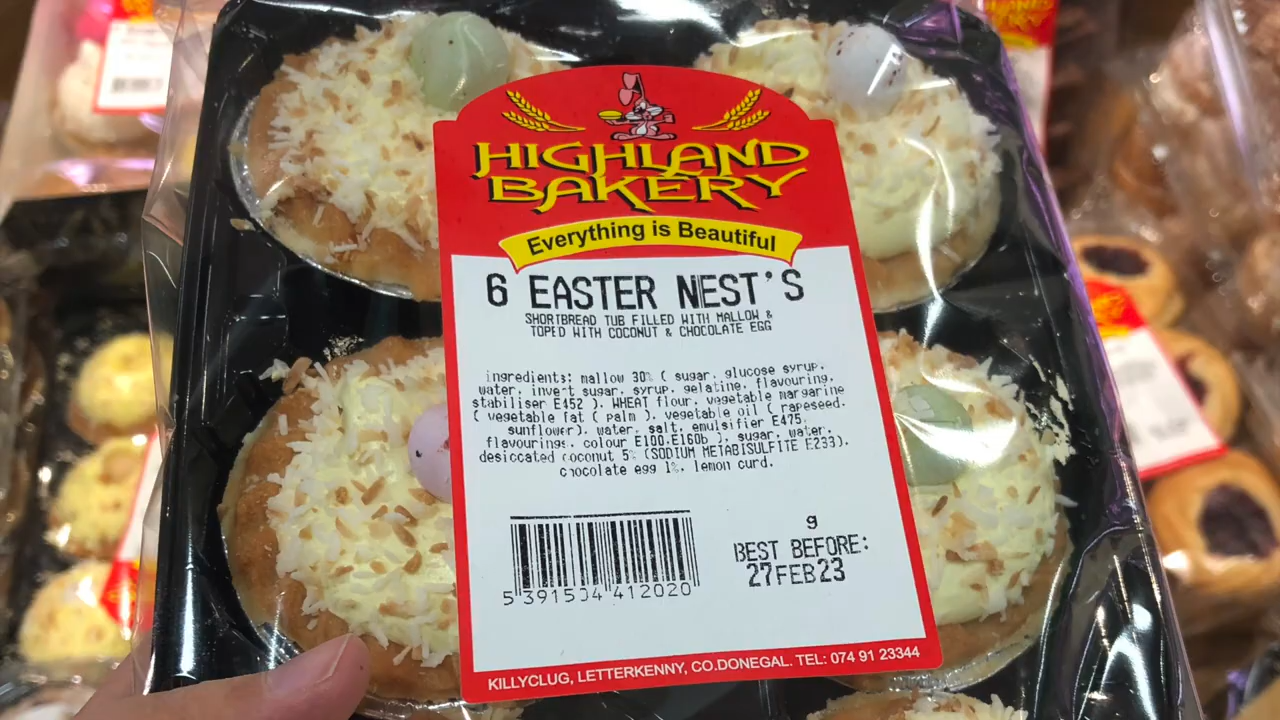 HIGHLAND
BAKERY
Everything is Beautiful
6 EASTER NEST'S
SHORTBREAD TUB FILLED WITH MALLOW &
TOPED WITH COCONUT & CHOCOLATE EGG
ingredients: mallow 30% ( sugar, glucose syrup,
water, invert sugar, syrup, gelatine, flavouring,
stabiliser E452 ), WHEAT flour, vegetable margarine
( vegetable fat ( palm ), vegetable oil ( rapeseed,
sunflower), water, salt, emulsifier E475,
flavourings, colour E100,E160b ), sugar, water,
desiccated coconut 5% (SODIUM METABISULFITE E233),
chocolate egg 1%, lemon curd.
g
BEST BEFORE:
27FEB23
5 391504 412020
KILLYCLUG, LETTERKENNY, CO.DONEGAL. TEL: 074 91 23344